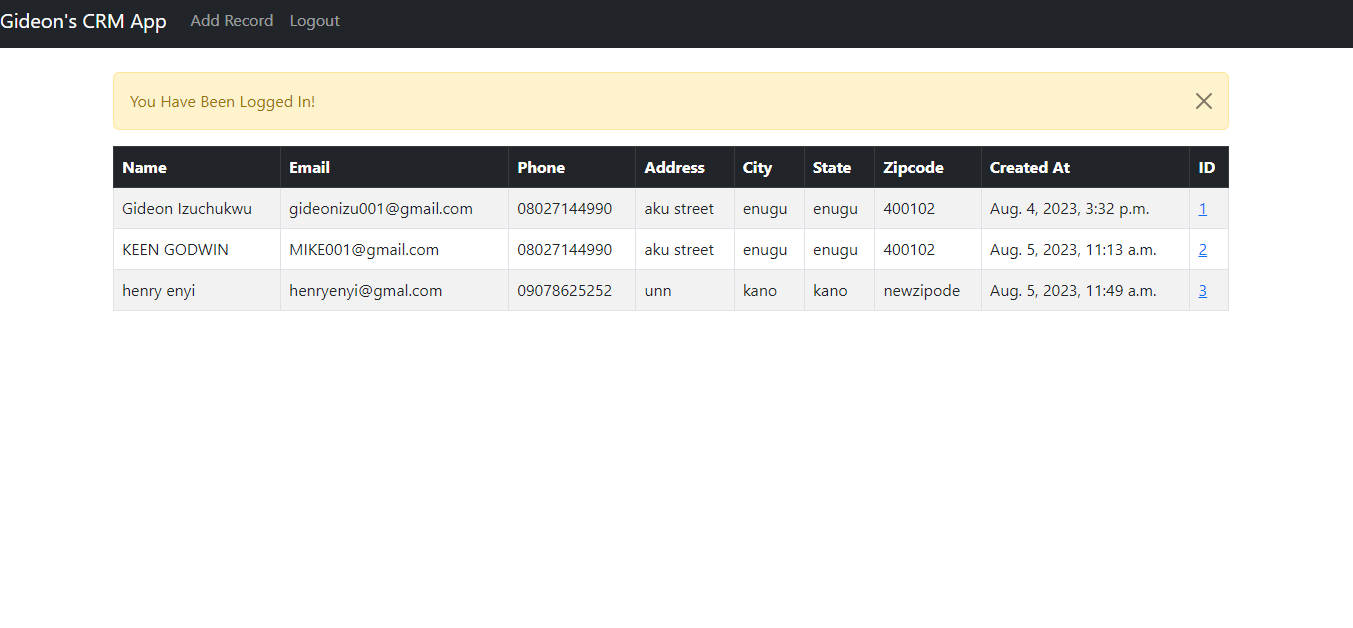 Gideon's CRM App Add Record Logout
You Have Been Logged In!
Name Email Phone Address City State Zipcode Created At ID
Gideon Izuchukwu gideonizu001@gmail.com 08027144990 aku street enugu enugu 400102 Aug. 4, 2023, 3:32 p.m. 1
KEEN GODWIN MIKE001@gmail.com 08027144990 aku street enugu enugu 400102 Aug. 5, 2023, 11:13 a.m. 2
henry enyi henryenyi@gmal.com 09078625252 unn kano kano newzipode Aug. 5, 2023, 11:49 a.m. 3